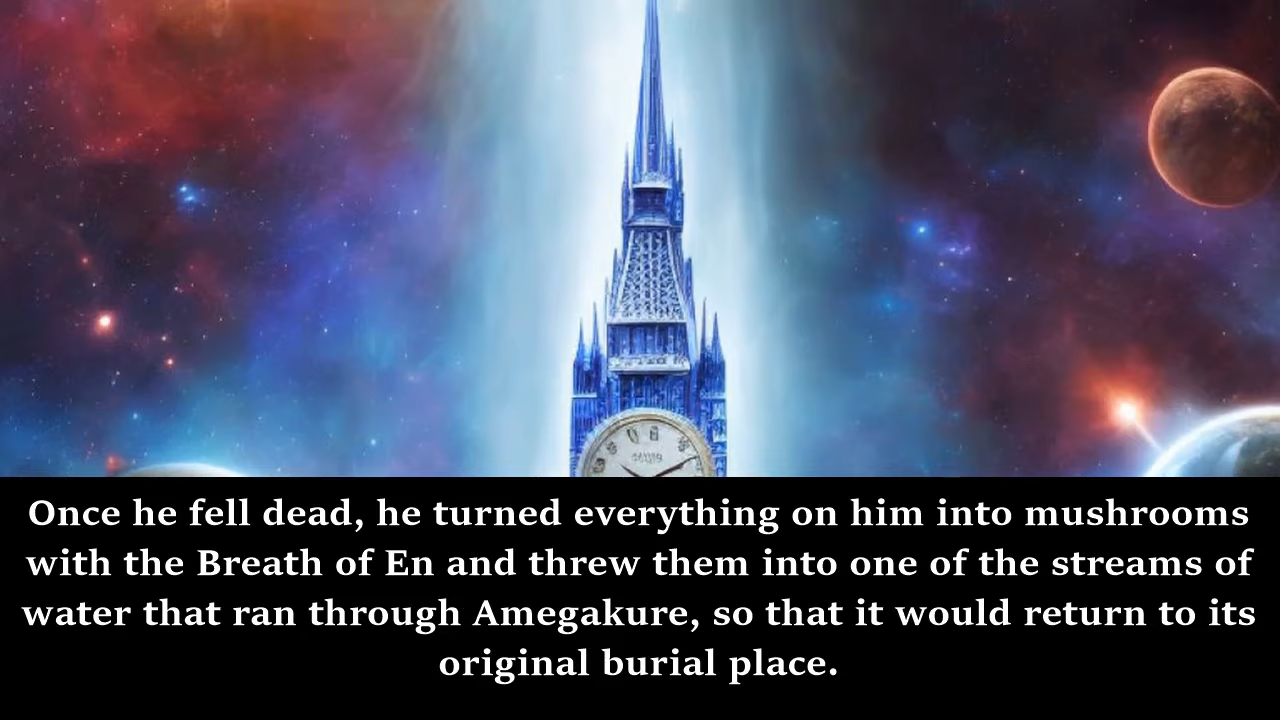 Once he fell dead, he turned everything on him into mushrooms
with the Breath of En and threw them into one of the streams of
water that ran through Amegakure, so that it would return to its
original burial place.